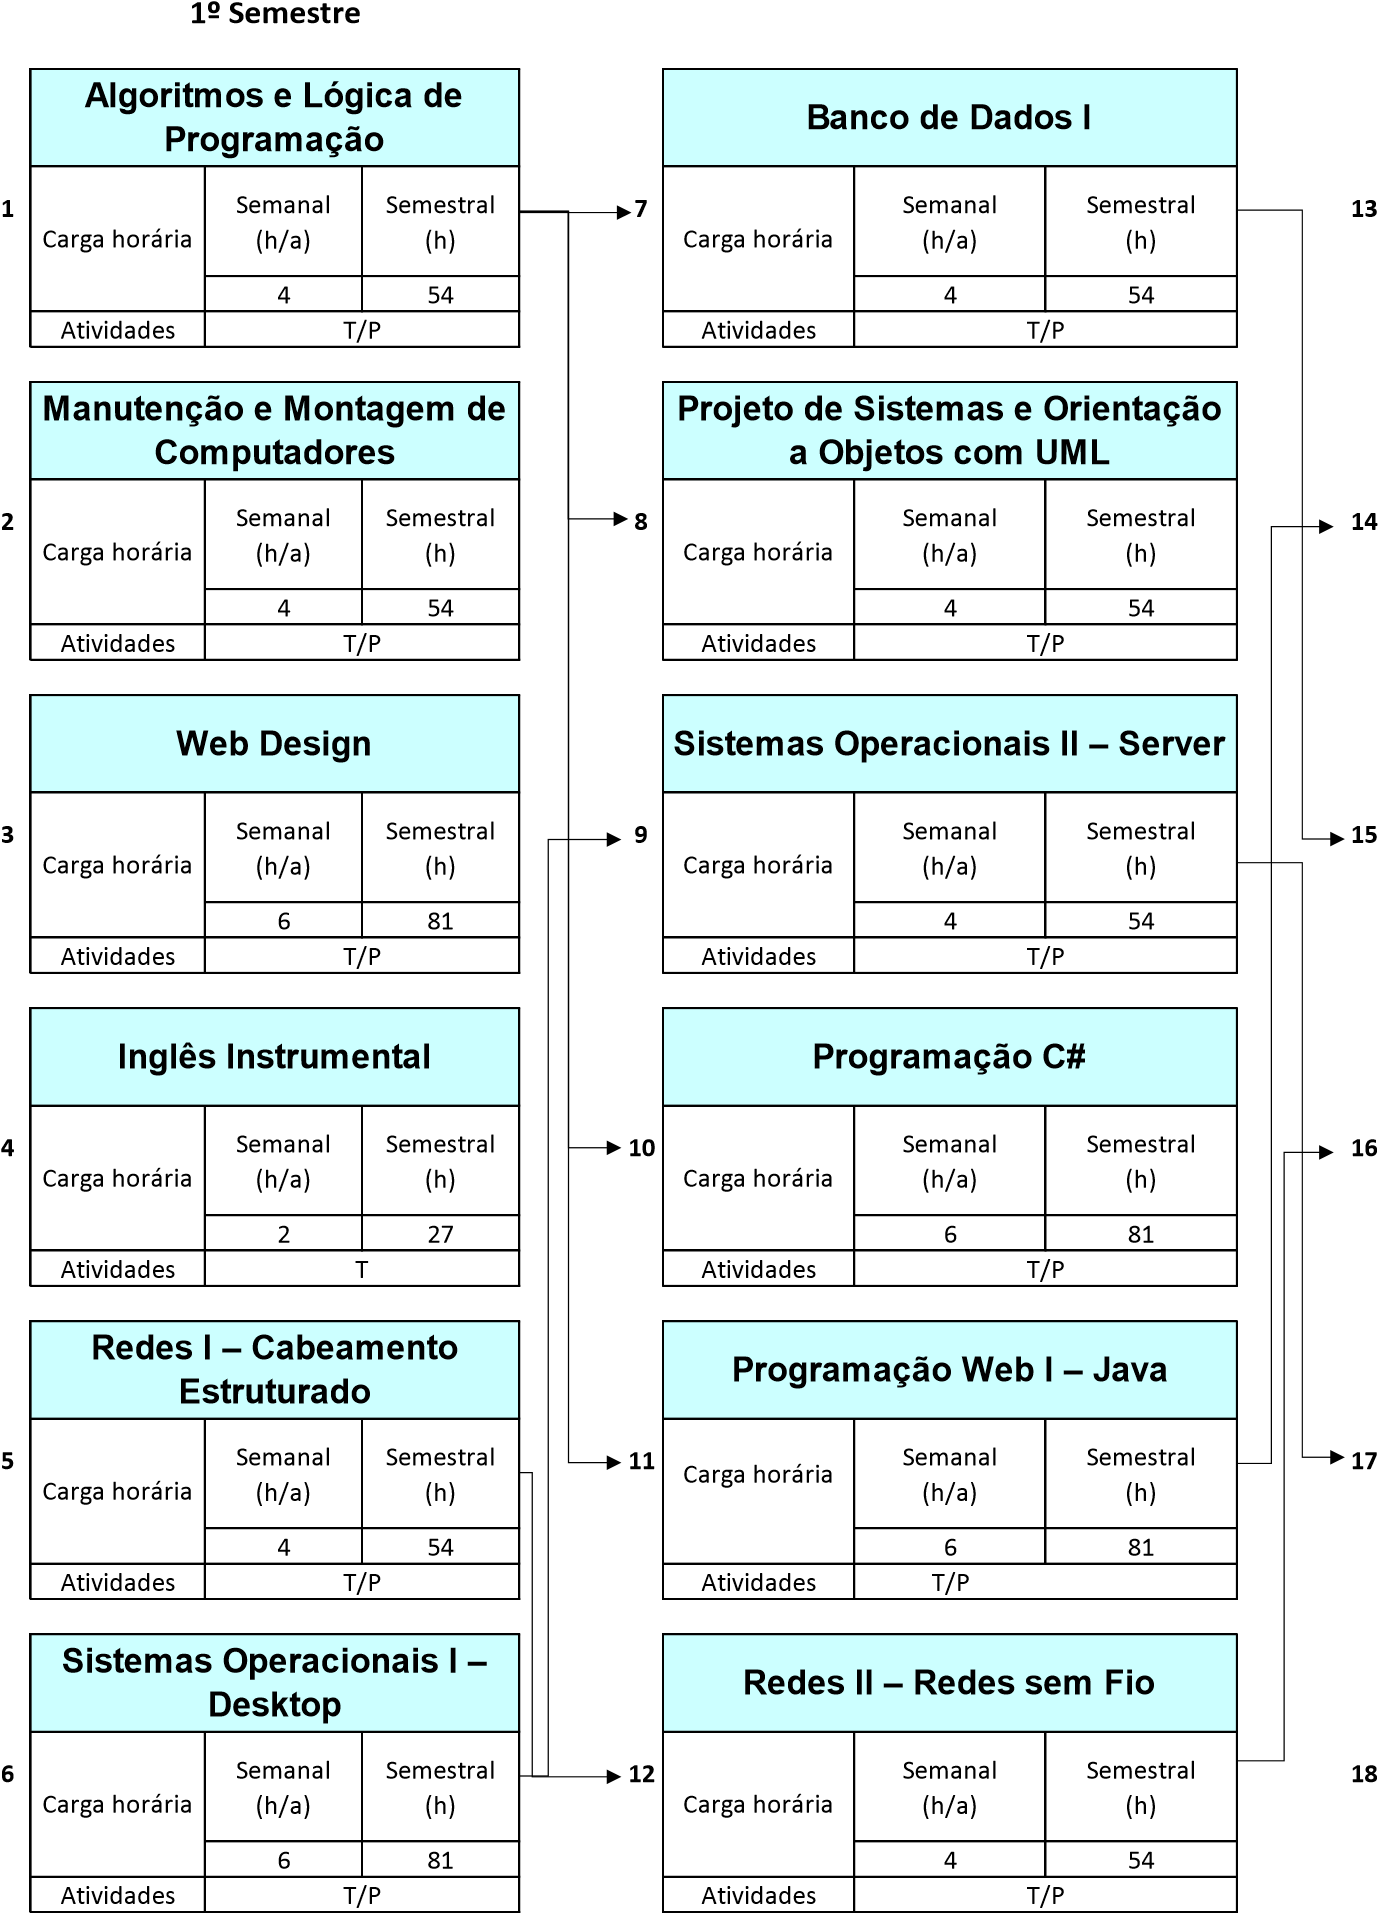 1º Semestre
Algoritmos e Lógica de
Programação
1
Carga horária
Semanal
(h/a)
Semestral
(h)
4
54
Atividades
T/P
Manutenção e Montagem de
Computadores
2
Carga horária
Semanal
(h/a)
Semestral
(h)
4
54
Atividades
T/P
Web Design
3
Carga horária
Semanal
(h/a)
Semestral
(h)
6
81
Atividades
T/P
Inglês Instrumental
4
Carga horária
Semanal
(h/a)
Semestral
(h)
2
27
Atividades
T
Redes I – Cabeamento
Estruturado
5
Carga horária
Semanal
(h/a)
Semestral
(h)
4
54
Atividades
T/P
Sistemas Operacionais I –
Desktop
6
Carga horária
Semanal
(h/a)
Semestral
(h)
6
81
Atividades
T/P
Banco de Dados I
7
Carga horária
Semanal
(h/a)
Semestral
(h)
4
54
Atividades
T/P
Projeto de Sistemas e Orientação
a Objetos com UML
8
Carga horária
Semanal
(h/a)
Semestral
(h)
4
54
Atividades
T/P
Sistemas Operacionais II – Server
9
Carga horária
Semanal
(h/a)
Semestral
(h)
4
54
Atividades
T/P
Programação C#
10
Carga horária
Semanal
(h/a)
Semestral
(h)
6
81
Atividades
T/P
Programação Web I – Java
11
Carga horária
Semanal
(h/a)
Semestral
(h)
6
81
Atividades
T/P
Redes II – Redes sem Fio
12
Carga horária
Semanal
(h/a)
Semestral
(h)
4
54
Atividades
T/P
13
14
15
16
17
18